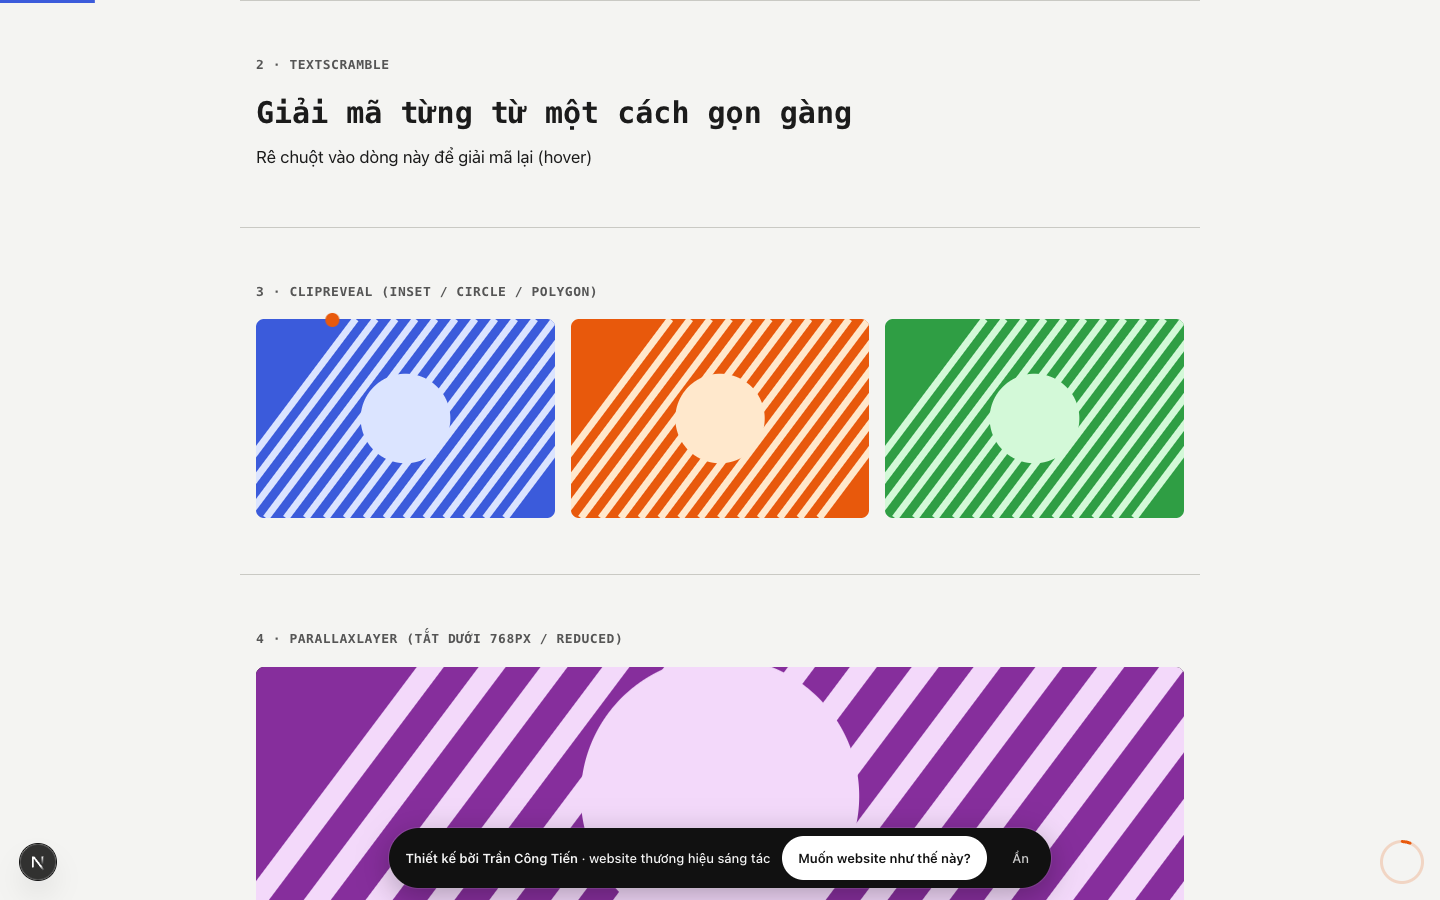 2 · TEXTSCRAMBLE
Giải mã từng từ một cách gọn gàng
Rê chuột vào dòng này để giải mã lại (hover)
3 · CLIPREVEAL (INSET / CIRCLE / POLYGON)
4 · PARALLAXLAYER (TẮT DƯỚI 768PX / REDUCED)
Thiết kế bởi Trần Công Tiến · website thương hiệu sáng tác
Muốn website như thế này?
Ẩn
N